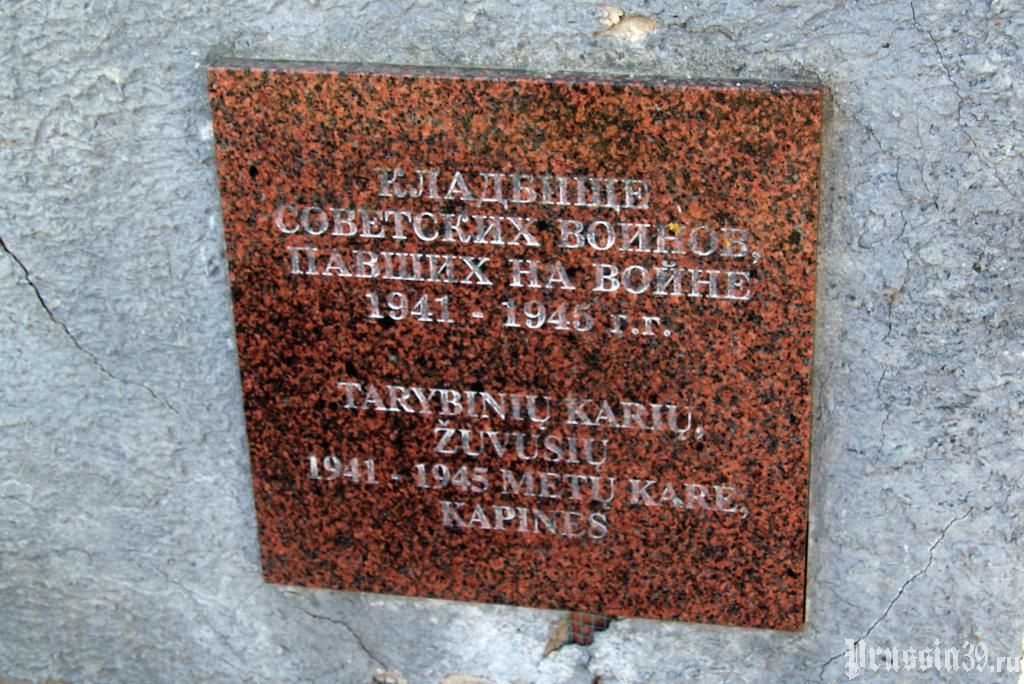 КЛАДБИЩЕ
СОВЕТСКИХ ВОИНОВ,
ПАВШИХ НА ВОЙНЕ
1941 - 1945 г.г.
TARYBINIŲ KARIŲ,
ŽUVUSIŲ
1941 - 1945 METŲ KARE,
KAPINES
Prussia39.ru